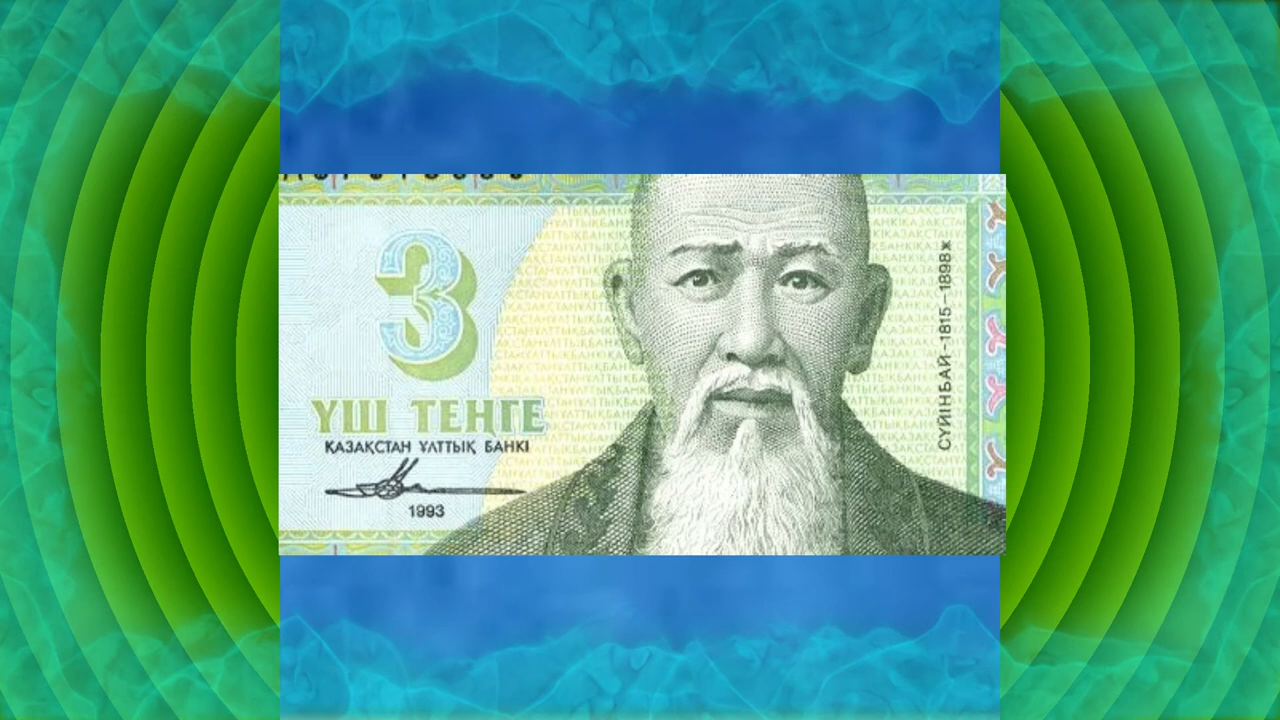 3
ҮШ ТЕҢГЕ
ҚАЗАҚСТАН ҰЛТТЫҚ БАНКІ
1993
СҮЙІНБАЙ-1815-1898ж